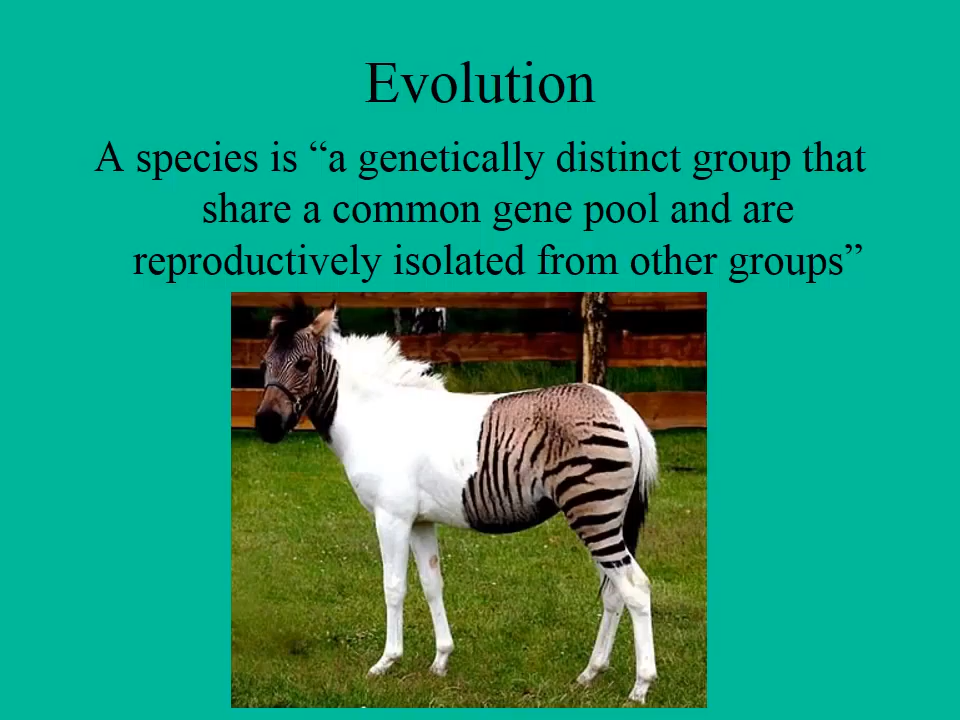 Evolution
A species is “a genetically distinct group that
share a common gene pool and are
reproductively isolated from other groups”